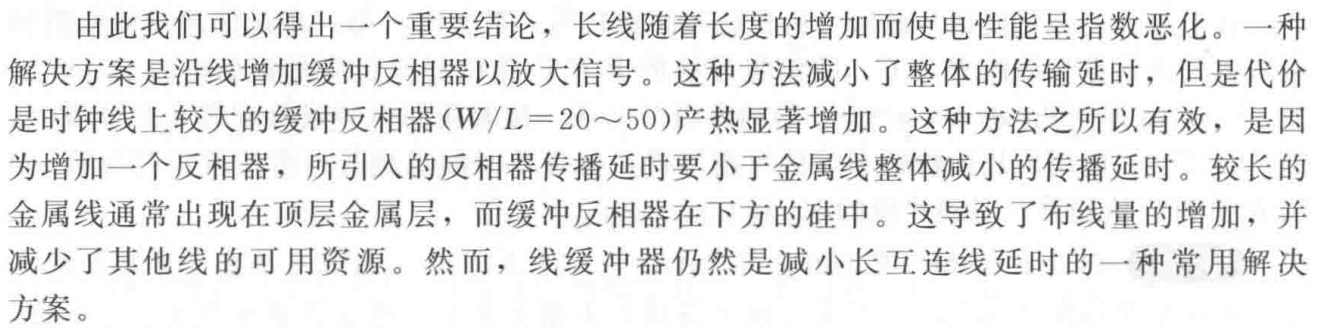 由此我们可以得出一个重要结论，长线随着长度的增加而使电性能呈指数恶化。一种
解决方案是沿线增加缓冲反相器以放大信号。这种方法减小了整体的传输延时，但是代价
是时钟线上较大的缓冲反相器(W/L=20～50)产热显著增加。这种方法之所以有效，是因
为增加一个反相器，所引入的反相器传播延时要小于金属线整体减小的传播延时。较长的
金属线通常出现在顶层金属层，而缓冲反相器在下方的硅中。这导致了布线量的增加，并
减少了其他线的可用资源。然而，线缓冲器仍然是减小长互连线延时的一种常用解决
方案。